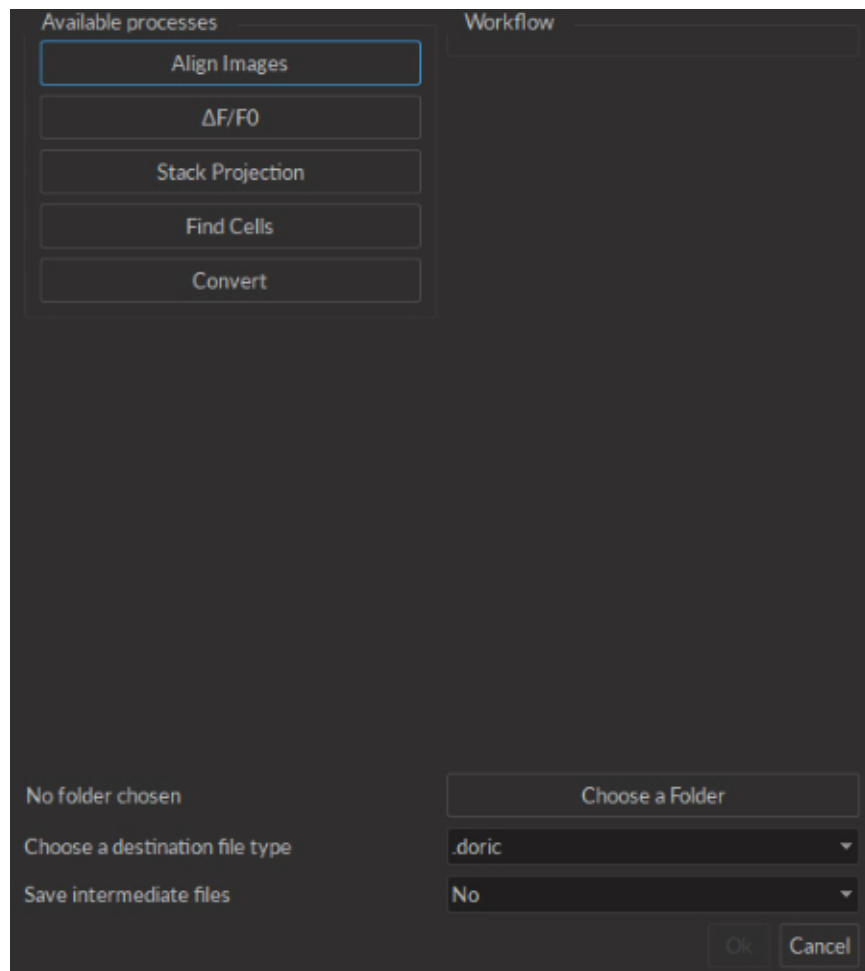 Available processes
Workflow
Align Images
ΔF/F0
Stack Projection
Find Cells
Convert
No folder chosen
Choose a Folder
Choose a destination file type
.doric
Save intermediate files
No
Ok
Cancel